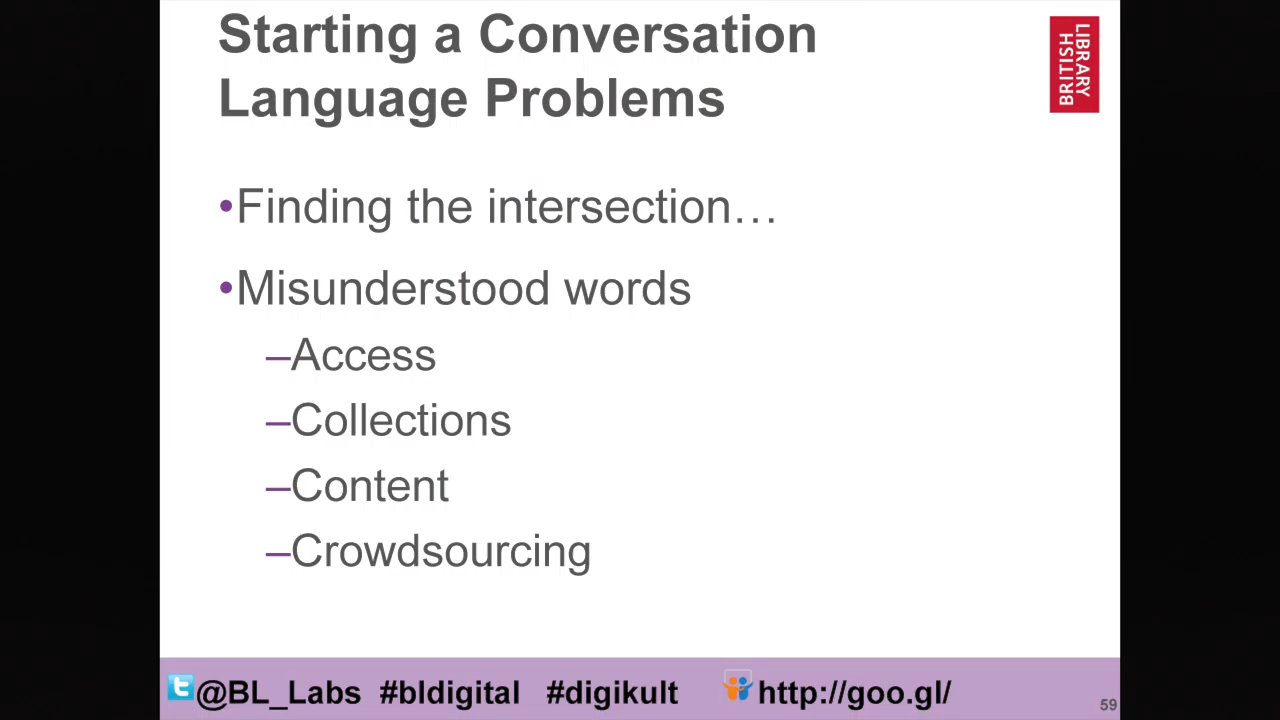 Starting a Conversation
Language Problems
BRITISH
LIBRARY
•Finding the intersection…
•Misunderstood words
–Access
–Collections
–Content
–Crowdsourcing
@BL_Labs #bldigital #digikult http://goo.gl/
59